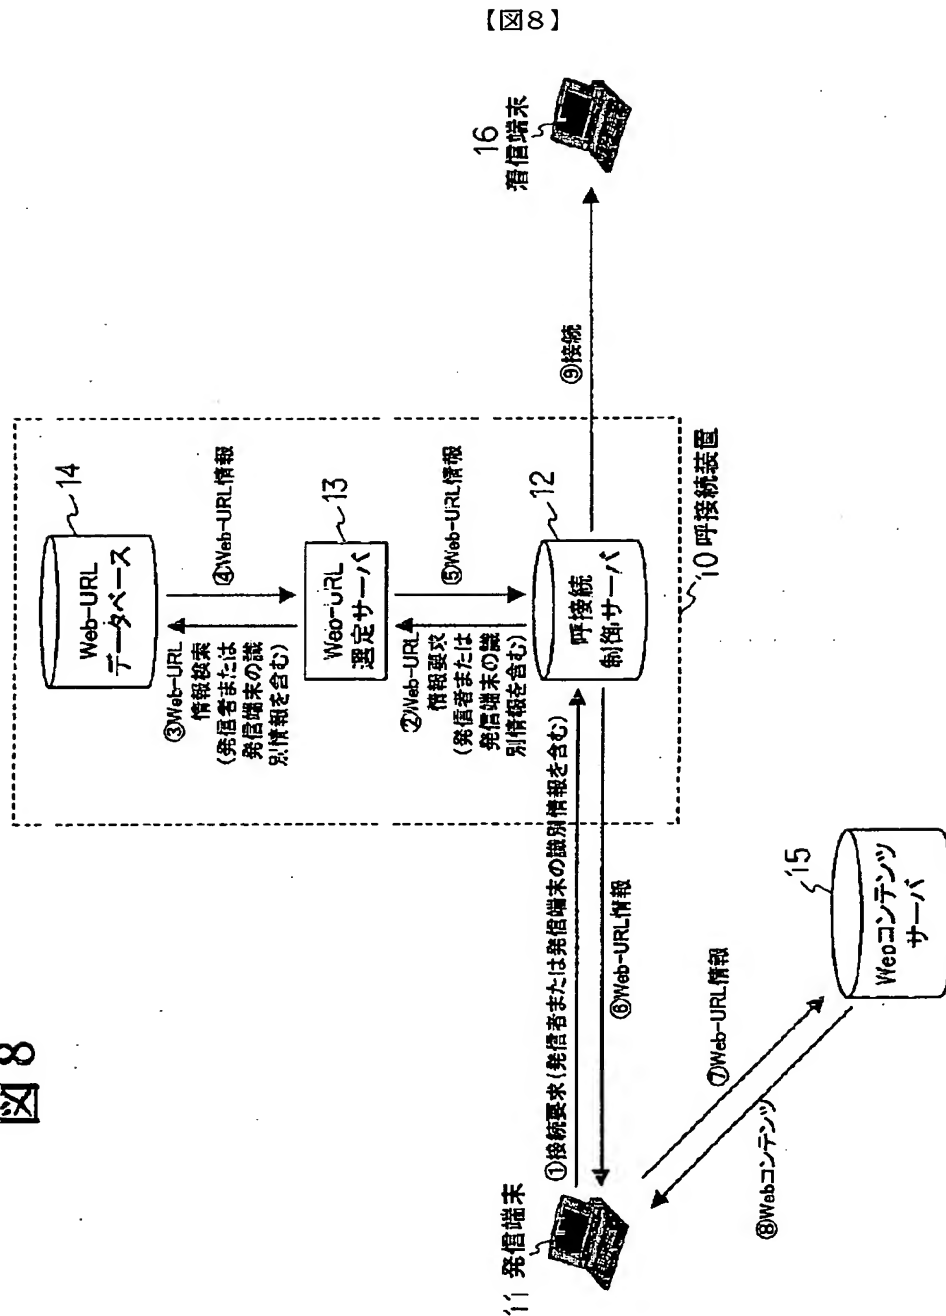 【図8】
図8
16
着信端末
⑨接続
14
Web-URL
データベース
④Web-URL情報
③Web-URL
情報検索
(発信者または
発信端末の識
別情報を含む)
13
Web-URL
選定サーバ
⑤Web-URL情報
②Web-URL
情報要求
(発信者または
発信端末の識
別情報を含む)
12
呼接続
制御サーバ
10 呼接続装置
①接続要求(発信者または発信端末の識別情報を含む)
⑥Web-URL情報
11 発信端末
⑦Web-URL情報
⑧Webコンテンツ
15
Webコンテンツ
サーバ